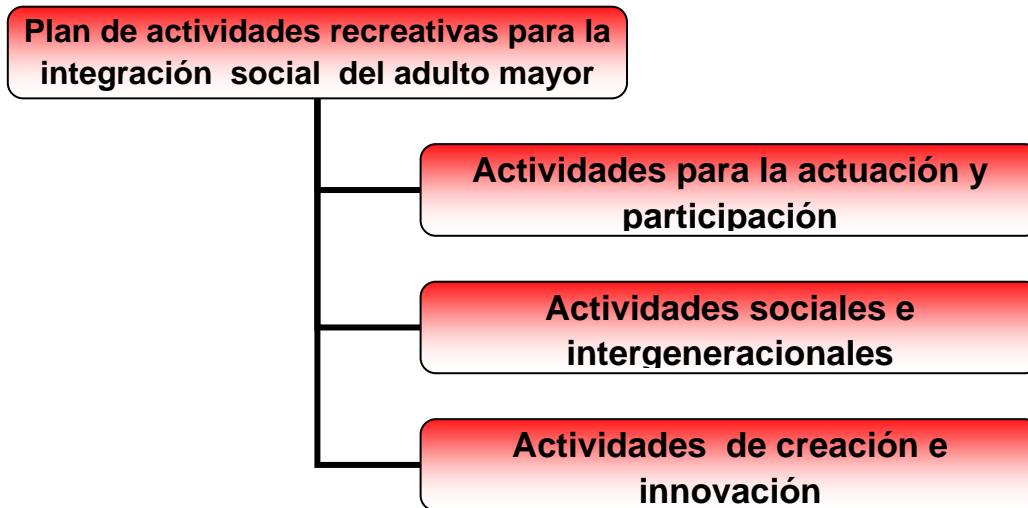 Plan de actividades recreativas para la
integración social del adulto mayor
Actividades para la actuación y
participación
Actividades sociales e
intergeneracionales
Actividades de creación e
innovación